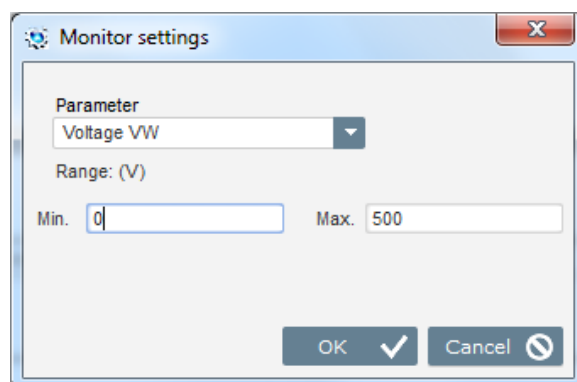 Monitor settings
Parameter
Voltage VW
Range: (V)
Min. 0 Max. 500
OK Cancel